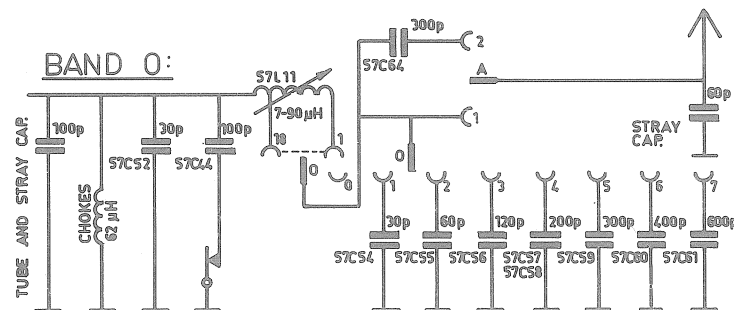 BAND 0:
300p
57C64
2
A
57L11
7-90µH
18
1
0
0
1
0
60p
STRAY
CAP.
TUBE AND STRAY CAP.
100p
CHOKES
62 µH
30p
57C52
100p
57C44
1
2
3
4
5
6
7
30p
60p
120p
200p
300p
400p
600p
57C54
57C55
57C56
57C57
57C58
57C59
57C60
57C61